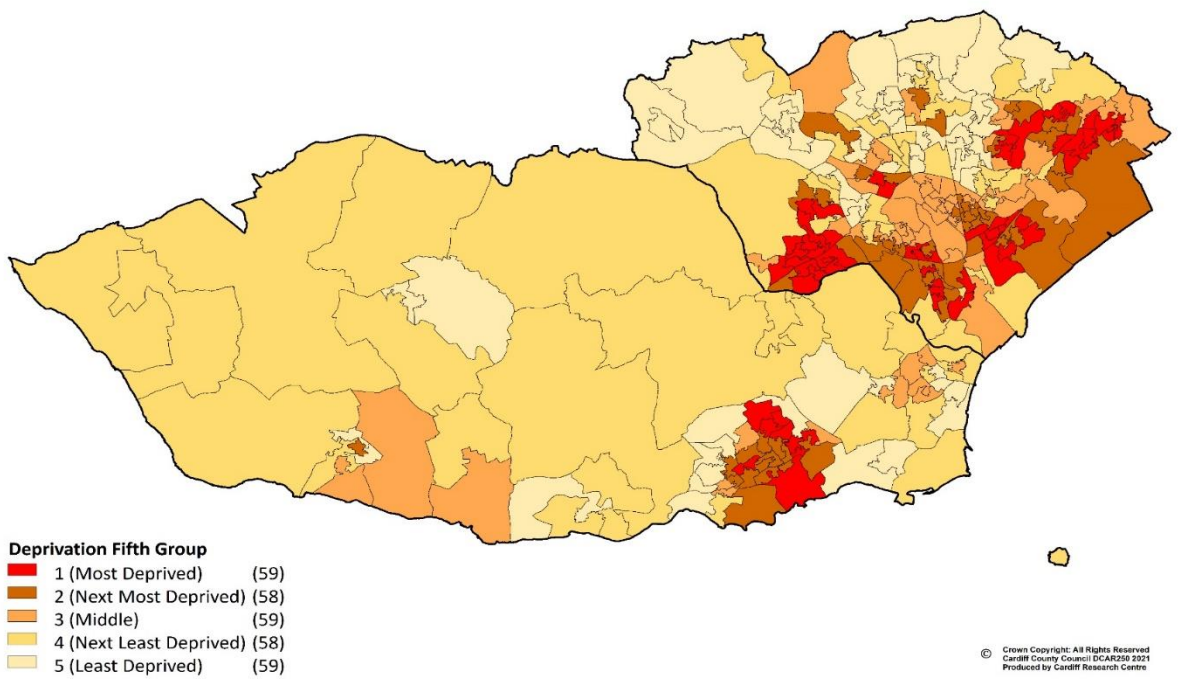 Deprivation Fifth Group
1 (Most Deprived) (59)
2 (Next Most Deprived) (58)
3 (Middle) (59)
4 (Next Least Deprived) (58)
5 (Least Deprived) (59)
© Crown Copyright: All Rights Reserved
Cardiff County Council DCAR250 2021
Produced by Cardiff Research Centre